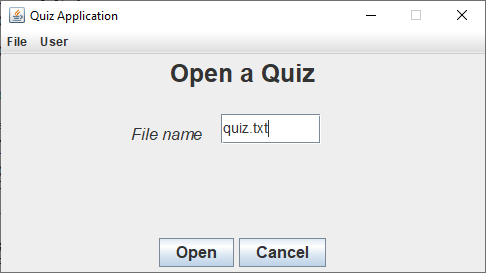 Quiz Application
File User
Open a Quiz
File name quiz.txt
Open Cancel